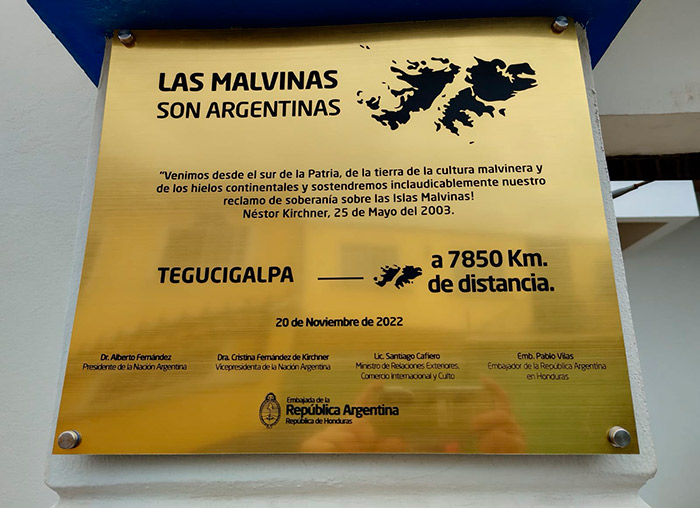 LAS MALVINAS
SON ARGENTINAS
“Venimos desde el sur de la Patria, de la tierra de la cultura malvinera y
de los hielos continentales y sostendremos inclaudicablemente nuestro
reclamo de soberanía sobre las Islas Malvinas!
Néstor Kirchner, 25 de Mayo del 2003.
TEGUCIGALPA
a 7850 Km.
de distancia.
20 de Noviembre de 2022
Dr. Alberto Fernández
Presidente de la Nación Argentina
Dra. Cristina Fernández de Kirchner
Vicepresidenta de la Nación Argentina
Lic. Santiago Cafiero
Ministro de Relaciones Exteriores,
Comercio Internacional y Culto
Emb. Pablo Vilas
Embajador de la Republica Argentina
en Honduras
Embajada de la
República Argentina
República de Honduras